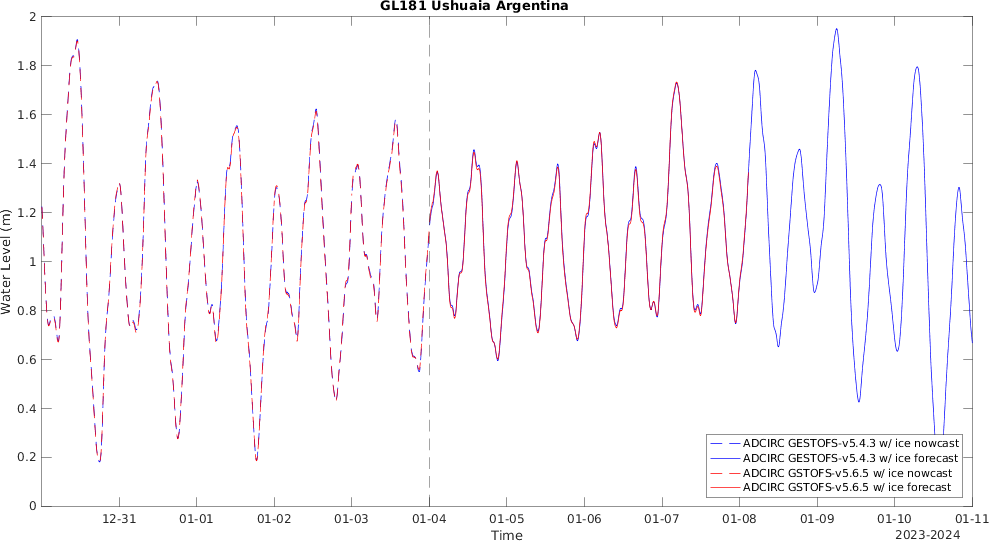 GL181 Ushuaia Argentina
2
1.8
1.6
1.4
1.2
1
0.8
0.6
0.4
0.2
0
Water Level (m)
ADCIRC GESTOFS-v5.4.3 w/ ice nowcast
ADCIRC GESTOFS-v5.4.3 w/ ice forecast
ADCIRC GSTOFS-v5.6.5 w/ ice nowcast
ADCIRC GSTOFS-v5.6.5 w/ ice forecast
12-31 01-01 01-02 01-03 01-04 01-05 01-06 01-07 01-08 01-09 01-10 01-11
Time
2023-2024